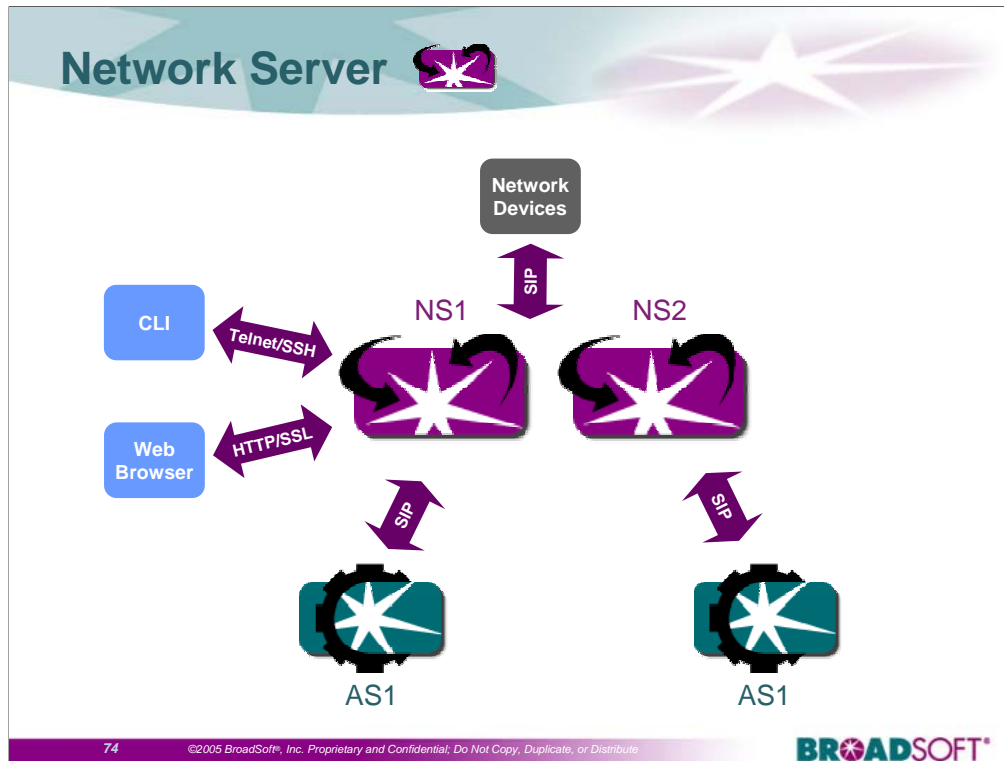 Network Server
Network
Devices
SIP
NS1
NS2
CLI
Telnet/SSH
Web
Browser
HTTP/SSL
SIP
SIP
AS1
AS1
74
©2005 BroadSoft®, Inc. Proprietary and Confidential; Do Not Copy, Duplicate, or Distribute
BROADSOFT®